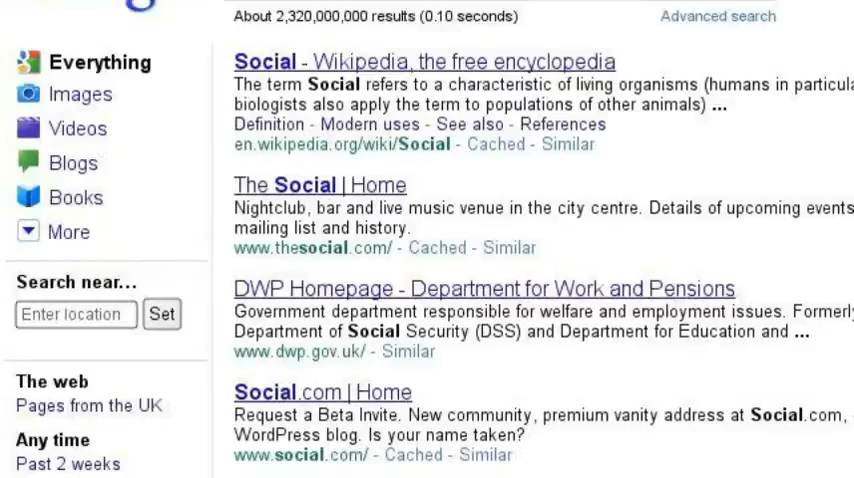 About 2,320,000,000 results (0.10 seconds)
Advanced search
Everything
Images
Videos
Blogs
Books
More
Search near...
Enter location Set
The web
Pages from the UK
Any time
Past 2 weeks
Social - Wikipedia, the free encyclopedia
The term Social refers to a characteristic of living organisms (humans in
biologists also apply the term to populations of other animals) ...
Definition - Modern uses - See also - References
en.wikipedia.org/wiki/Social - Cached - Similar
The Social | Home
Nightclub, bar and live music venue in the city centre. Details of upcoming events
mailing list and history.
www.thesocial.com/ - Cached - Similar
DWP Homepage - Department for Work and Pensions
Government department responsible for welfare and employment issues. Formerly
Department of Social Security (DSS) and Department for Education and ...
www.dwp.gov.uk/ - Similar
Social.com | Home
Request a Beta Invite. New community, premium vanity address at Social.com,
WordPress blog. Is your name taken?
www.social.com/ - Cached - Similar